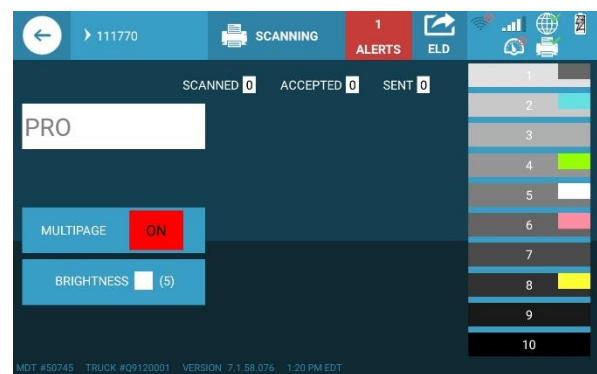 111770
SCANNING
1
ALERTS
ELD
SCANNED 0 ACCEPTED 0 SENT 0
PRO
MULTIPAGE ON
BRIGHTNESS (5)
1
2
3
4
5
6
7
8
9
10
MDT #50745 TRUCK #Q9120001 VERSION 7.1.58.076 1:20 PM EDT